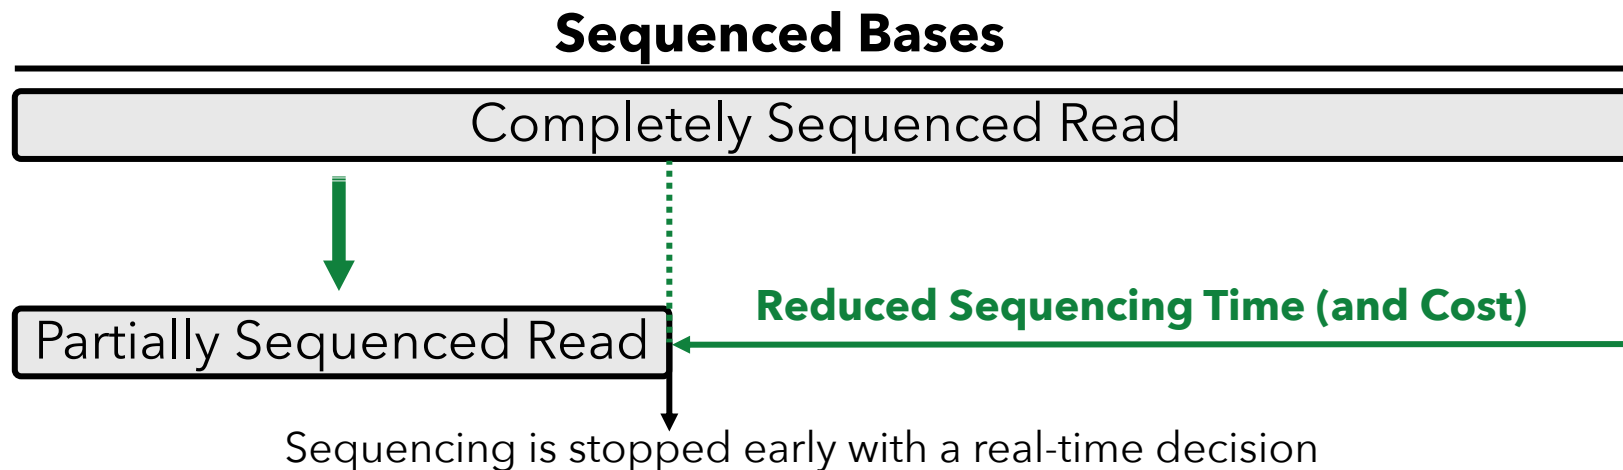 Sequenced Bases
Completely Sequenced Read
Reduced Sequencing Time (and Cost)
Partially Sequenced Read
Sequencing is stopped early with a real-time decision